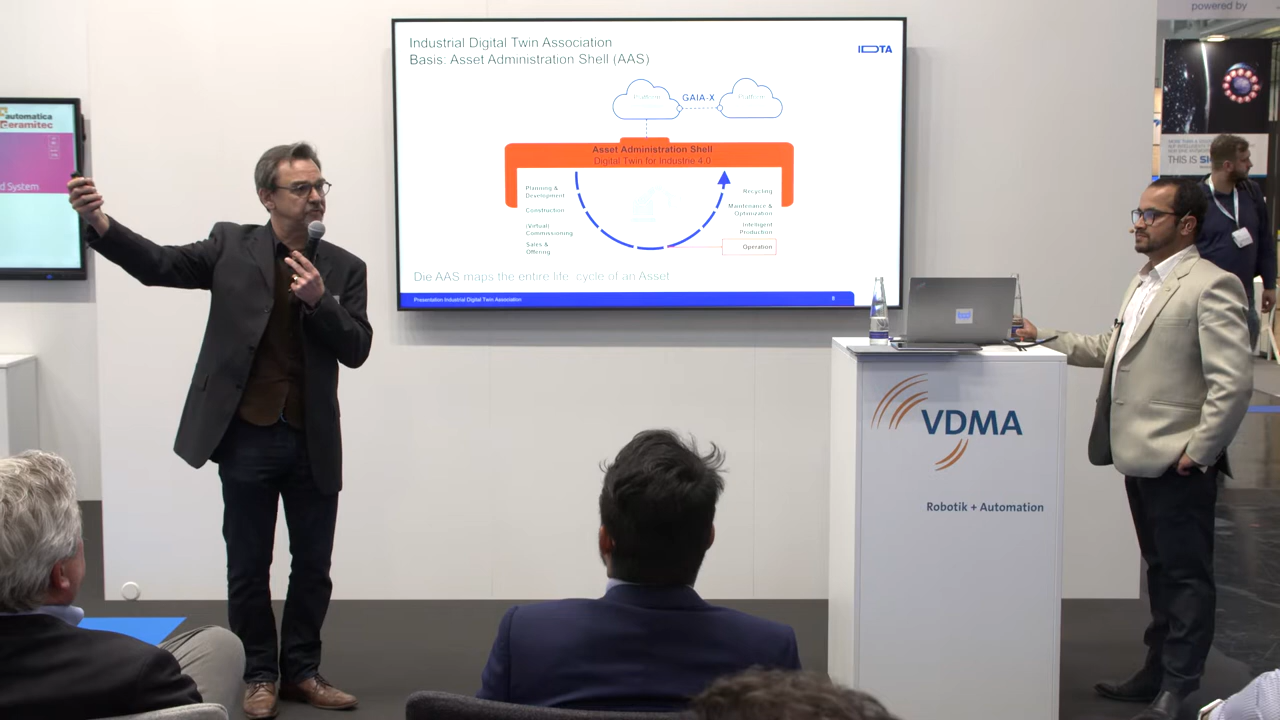 Industrial Digital Twin Association
Basis: Asset Administration Shell (AAS)
IDTA
Platform
GAIA-X
Platform
Asset Administration Shell
Digital Twin for Industrie 4.0
Planning &
Development
Construction
(Virtual)
Commissioning
Sales &
Offering
Recycling
Maintenance &
Optimization
Intelligent
Production
Operation
Die AAS maps the entire life cycle of an Asset
Presentation Industrial Digital Twin Association
8
automatica
ceramitec
d System
powered by
THIS IS
VDMA
Robotik + Automation